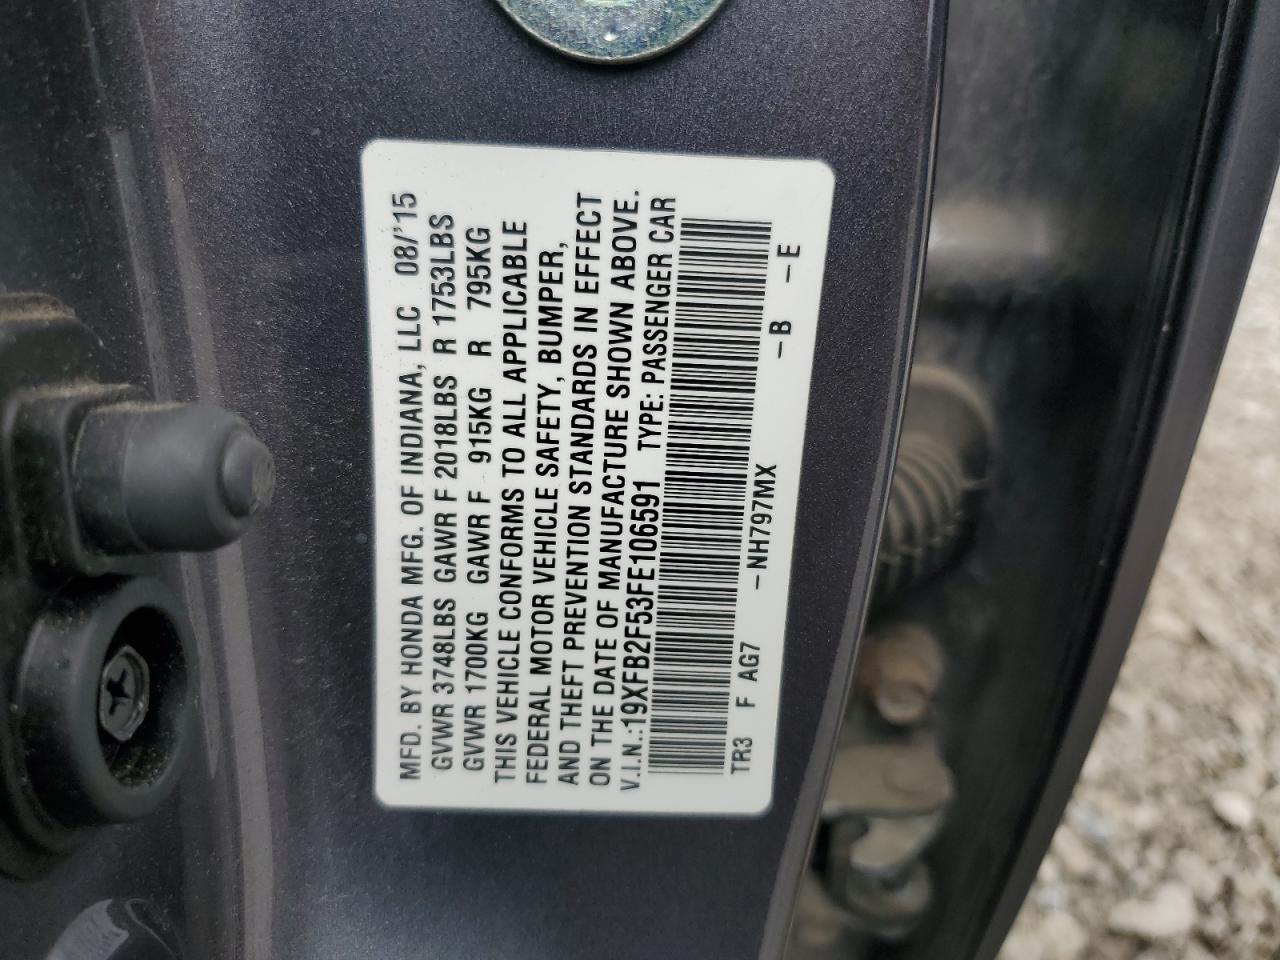 MFD. BY HONDA MFG. OF INDIANA, LLC 08/'15
GVWR 3748LBS GAWR F 2018LBS R 1753LBS
GVWR 1700KG GAWR F 915KG R 795KG
THIS VEHICLE CONFORMS TO ALL APPLICABLE
FEDERAL MOTOR VEHICLE SAFETY, BUMPER,
AND THEFT PREVENTION STANDARDS IN EFFECT
ON THE DATE OF MANUFACTURE SHOWN ABOVE.
V.I.N.:19XFB2F53FE106591 TYPE: PASSENGER CAR
TR3 F AG7 -NH797MX -B -E